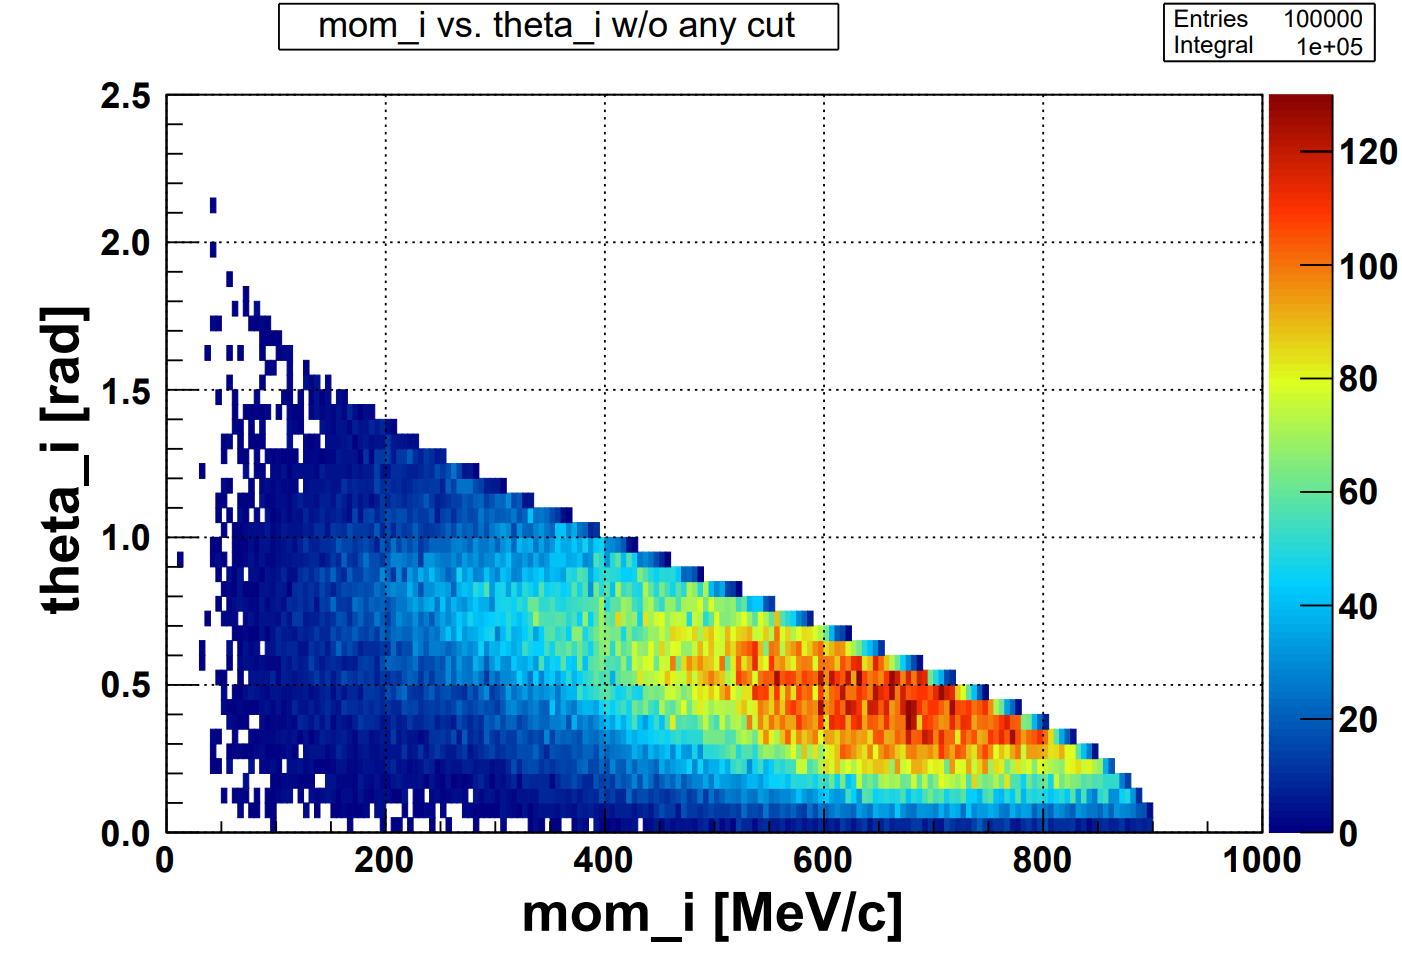 mom_i vs. theta_i w/o any cut
Entries 100000
Integral 1e+05
2.5
2.0
1.5
1.0
0.5
0.0
theta_i [rad]
120
100
80
60
40
20
0
0 200 400 600 800 1000
mom_i [MeV/c]